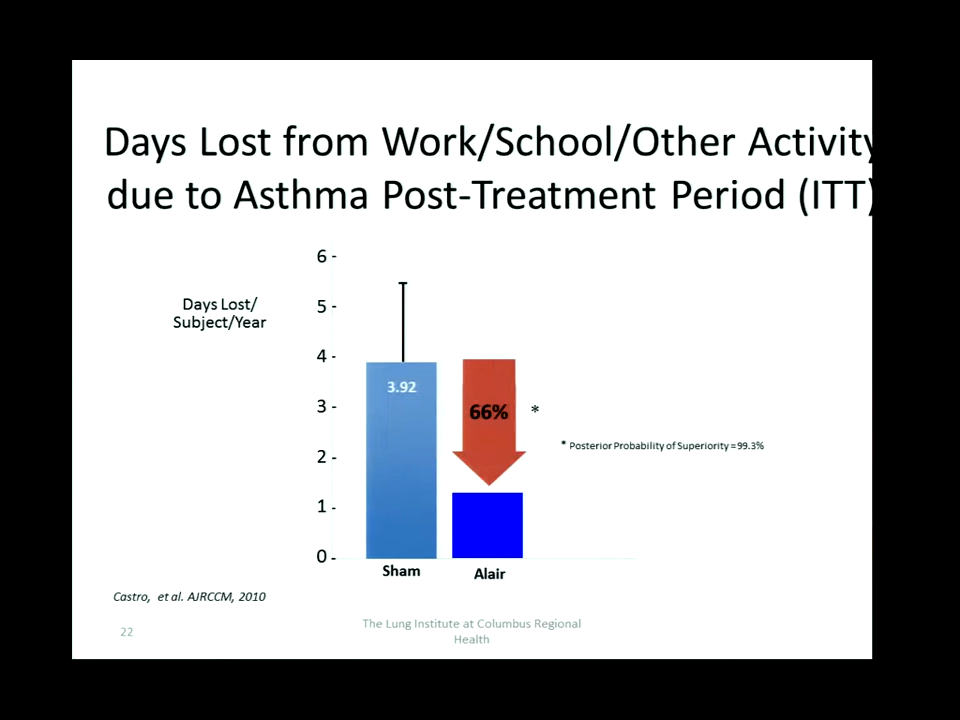 Days Lost from Work/School/Other Activity
due to Asthma Post-Treatment Period (ITT)
6 -
Days Lost/
Subject/Year
5 -
4 -
3.92
3 -
66%
*
* Posterior Probability of Superiority = 99.3%
2 -
1 -
0 -
Sham
Alair
Castro, et al. AJRCCM, 2010
22
The Lung Institute at Columbus Regional
Health